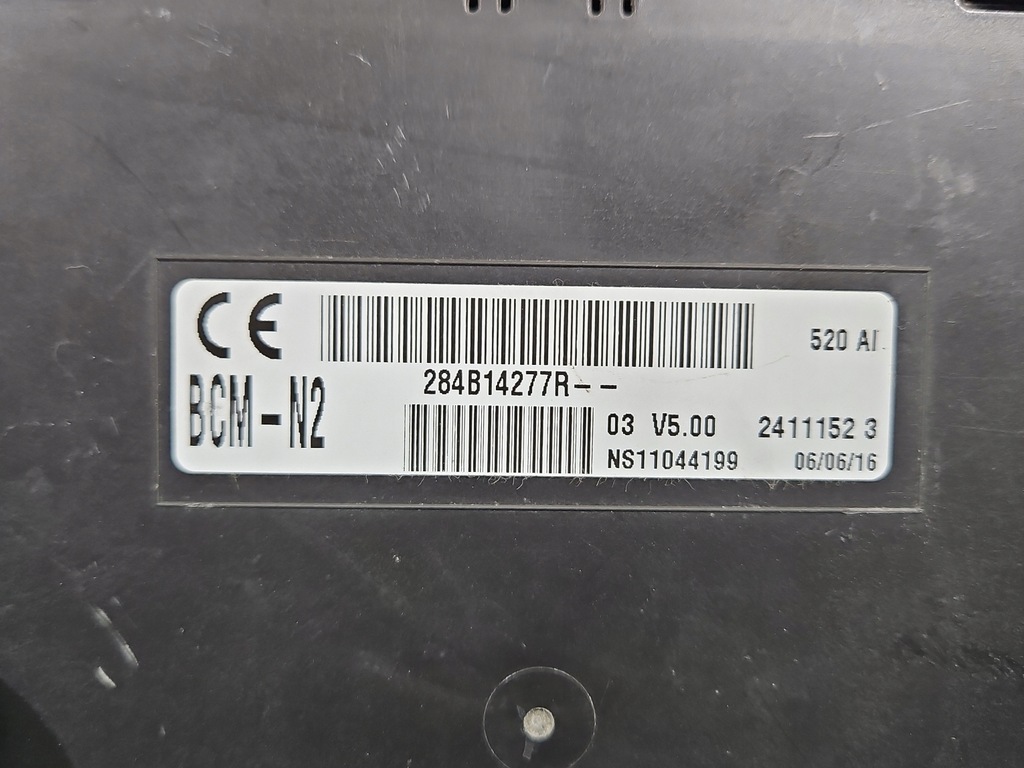 CE
520 AI
284B14277R--
BCM-N2
03 V5.00
2411152 3
NS11044199
06/06/16